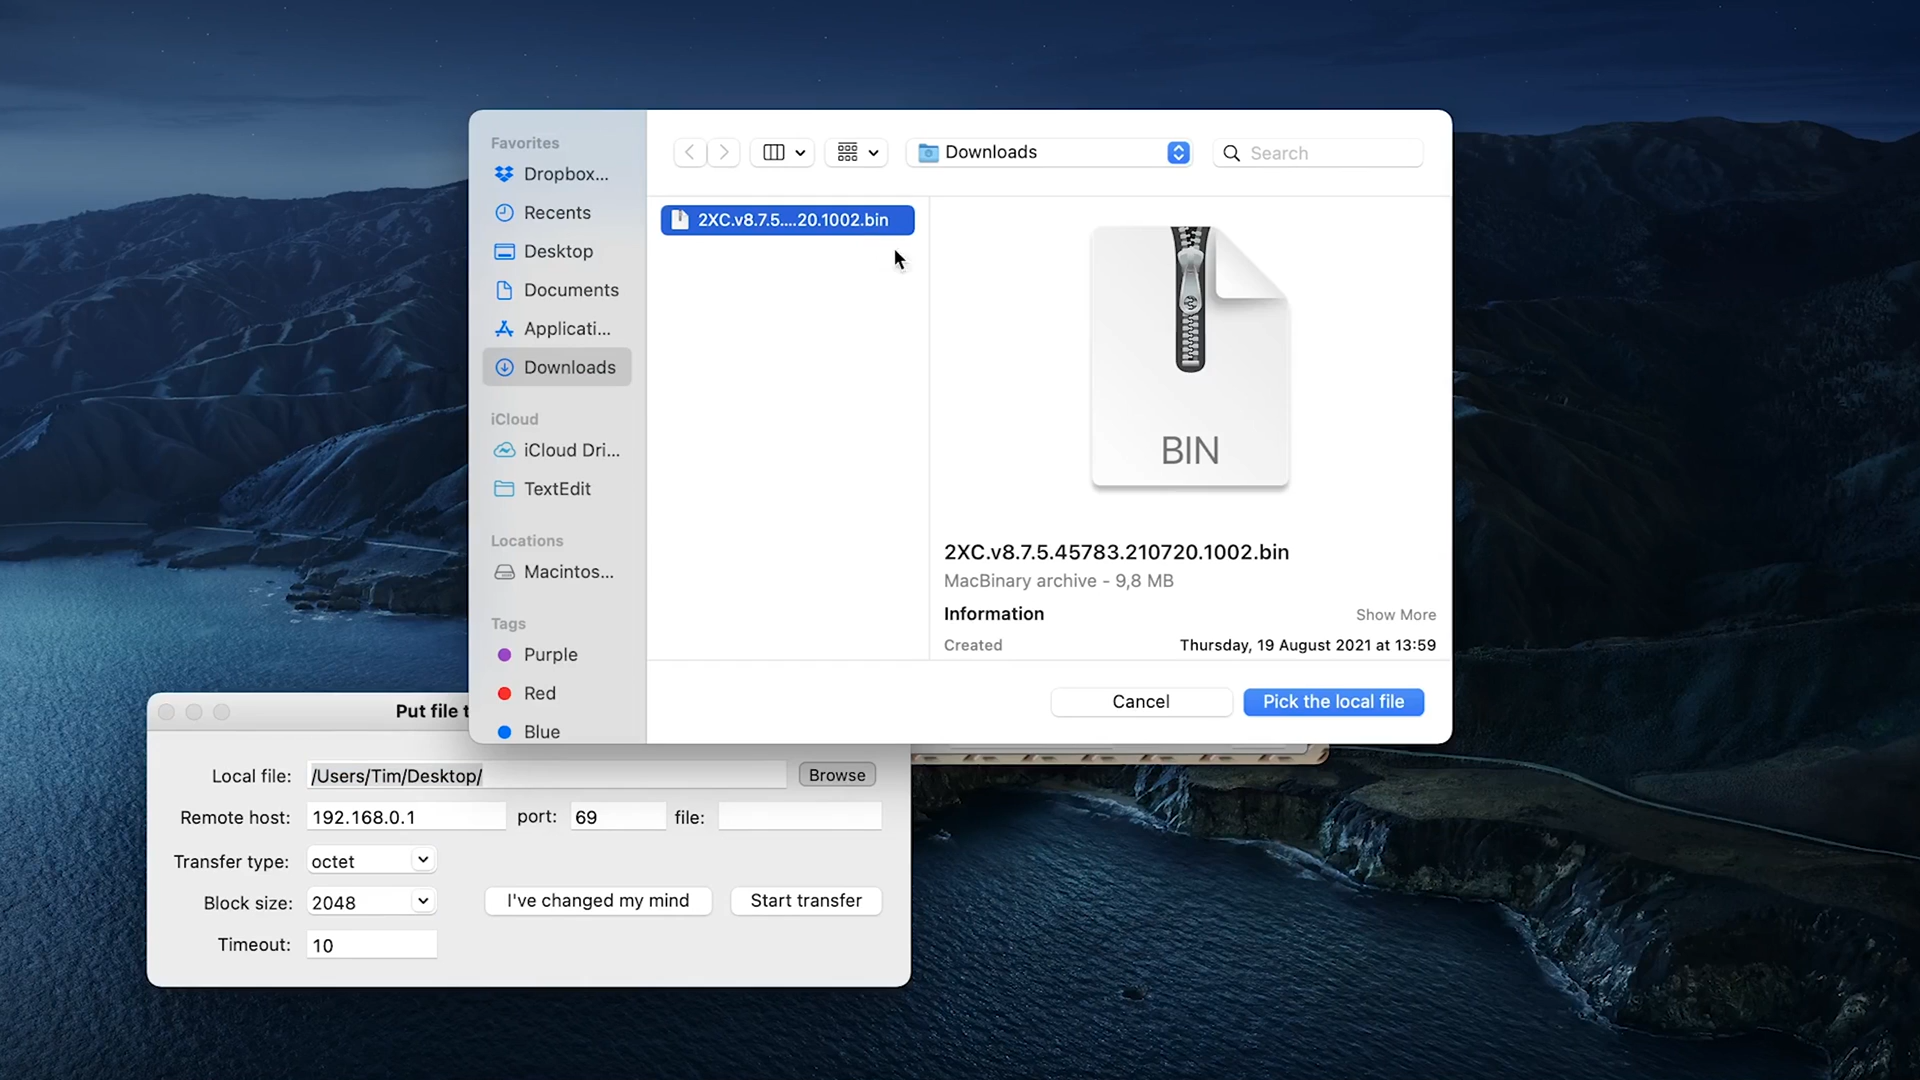 Favorites
Dropbox...
Recents
Desktop
Documents
Applicati...
Downloads
iCloud
iCloud Dri...
TextEdit
Locations
Macintos...
Tags
Purple
Red
Blue
Downloads
Search
2XC.v8.7.5....20.1002.bin
BIN
2XC.v8.7.5.45783.210720.1002.bin
MacBinary archive - 9,8 MB
Information Show More
Created Thursday, 19 August 2021 at 13:59
Cancel Pick the local file
Put file t
Local file: /Users/Tim/Desktop/ Browse
Remote host: 192.168.0.1 port: 69 file:
Transfer type: octet
Block size: 2048 I've changed my mind Start transfer
Timeout: 10